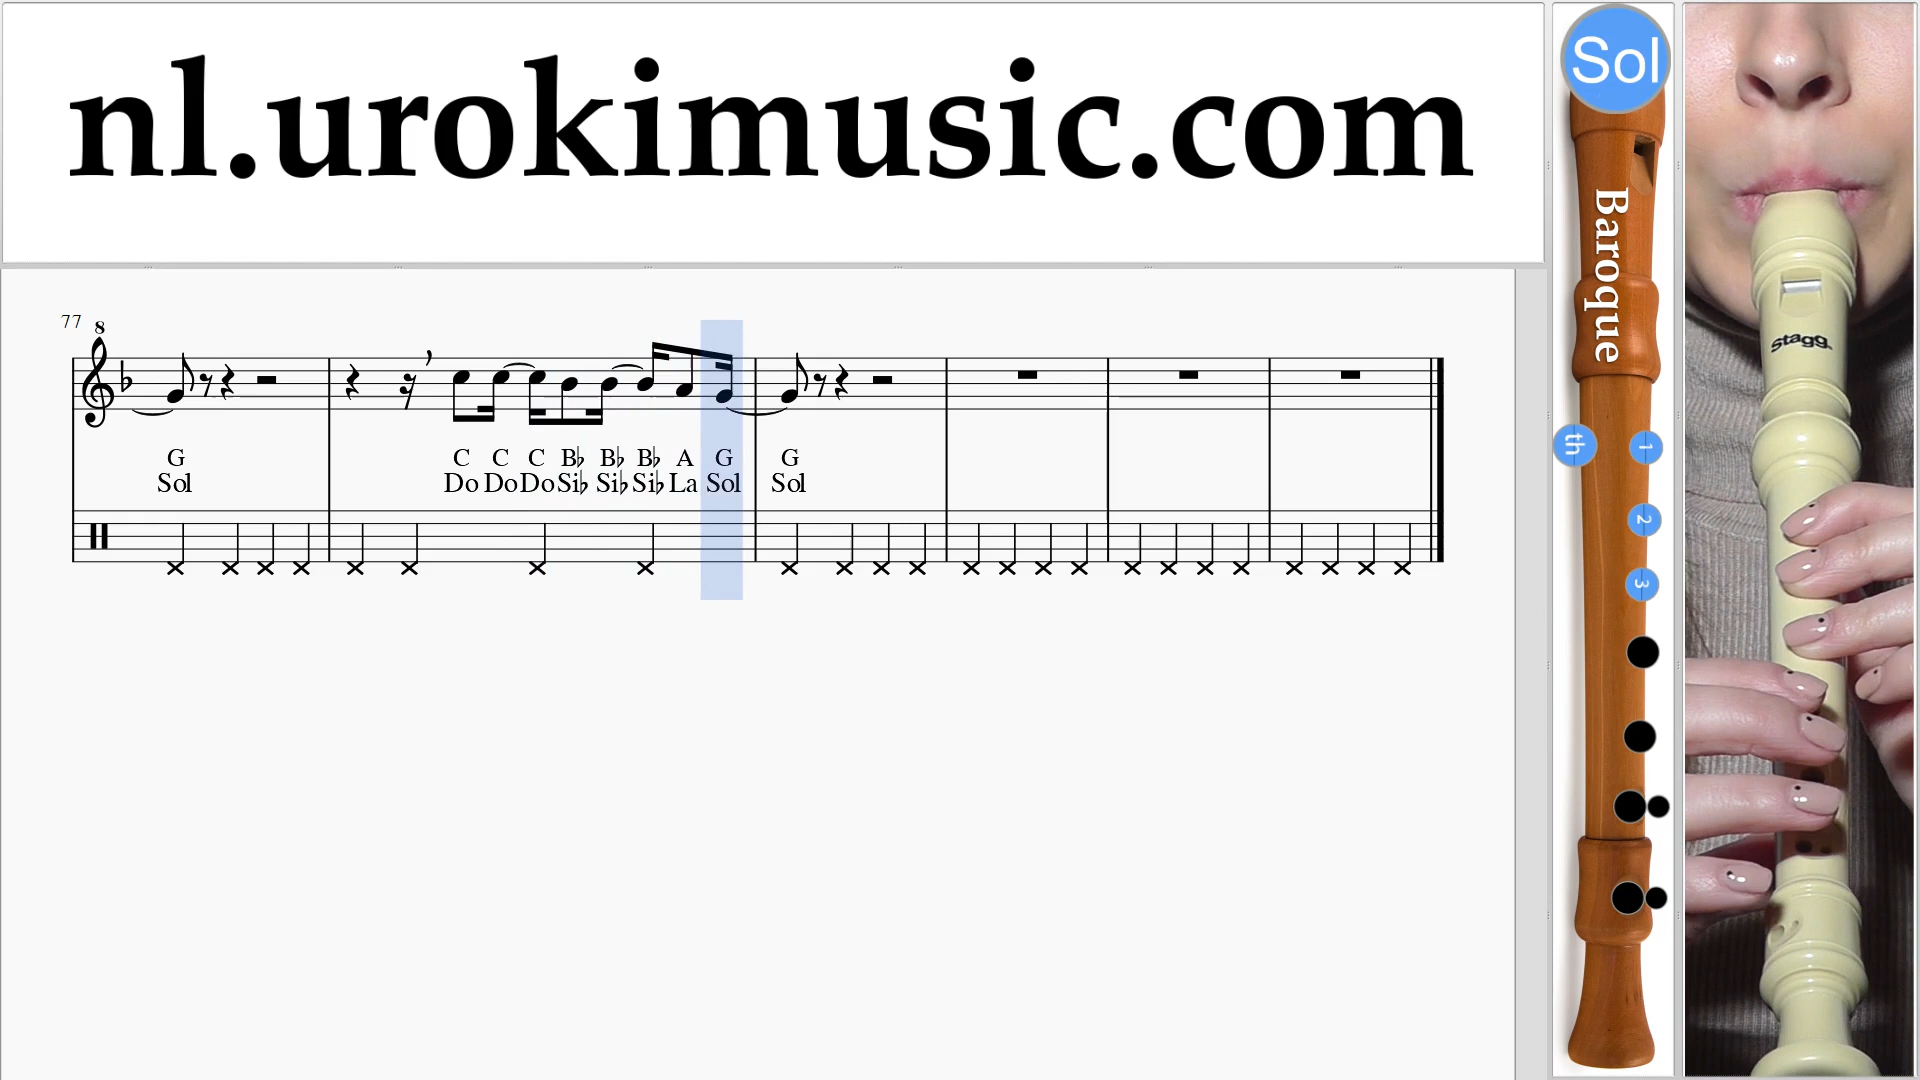 nl.urokimusic.com
Sol
Baroque
Stagg
77
8
G C C C B♭ B♭ B♭ A G G
Sol Do Do Do Si♭ Si♭ Si♭ La Sol Sol
th
1
2
3